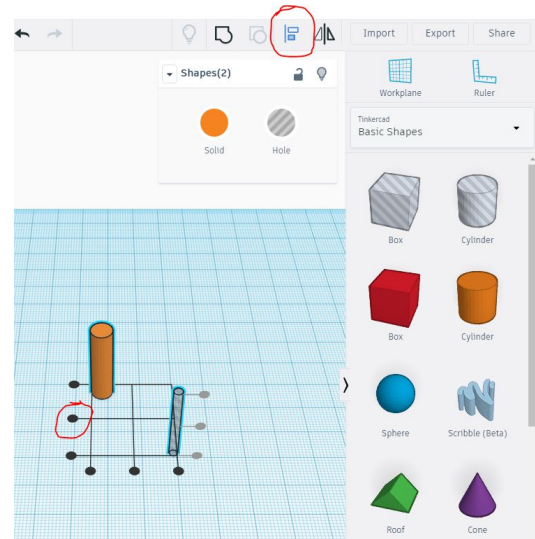 Import Export Share
Shapes(2)
Solid Hole
Workplane Ruler
Tinkercad
Basic Shapes
Box Cylinder
Box Cylinder
Sphere Scribble (Beta)
Roof Cone